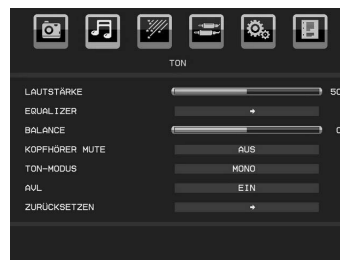 TON
LAUTSTÄRKE 50
EQUALIZER
BALANCE 0
KOPFHÖRER MUTE AUS
TON-MODUS MONO
AVL EIN
ZURÜCKSETZEN